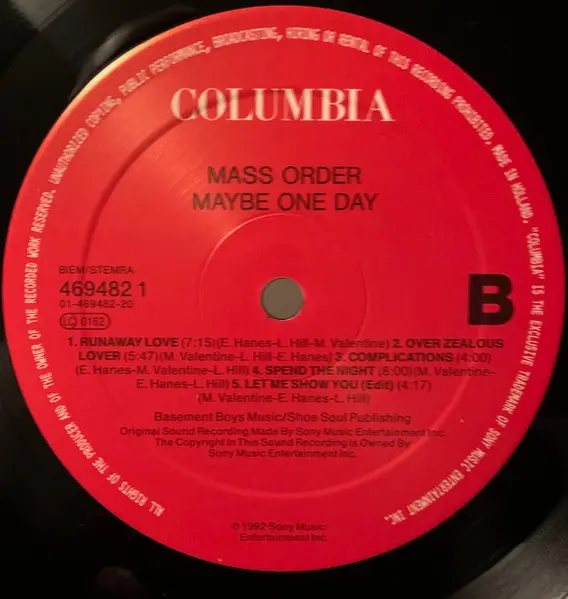 ALL RIGHTS OF THE PRODUCER AND OF THE OWNER OF THE RECORDED WORK RESERVED. UNAUTHORIZED COPYING, PUBLIC PERFORMANCE, BROADCASTING, HIRING OR RENTAL OF THIS RECORDING PROHIBITED. MADE IN HOLLAND. "COLUMBIA" IS THE EXCLUSIVE TRADEMARK OF SONY MUSIC ENTERTAINMENT INC.
COLUMBIA
MASS ORDER
MAYBE ONE DAY
BIEM/STEMRA
469482 1
01-469482-20
LC 0162
B
1. RUNAWAY LOVE (7:15)(E. Hanes-L. Hill-M. Valentine) 2. OVER ZEALOUS
LOVER (5:47)(M. Valentine-L. Hill-E. Hanes) 3. COMPLICATIONS (4:00)
(E. Hanes-M. Valentine-L. Hill) 4. SPEND THE NIGHT (8:00)(M. Valentine-
E. Hanes-L. Hill) 5. LET ME SHOW YOU (Edit) (4:17)
(M. Valentine-E. Hanes-L. Hill)
Basement Boys Music/Shoe Soul Publishing
Original Sound Recording Made By Sony Music Entertainment Inc.
The Copyright In This Sound Recording Is Owned By
Sony Music Entertainment Inc.
℗ 1992 Sony Music
Entertainment Inc.